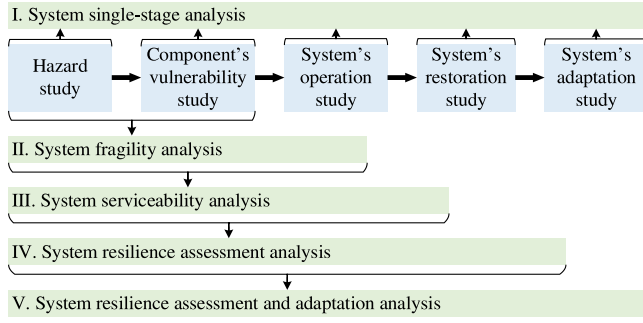 I. System single-stage analysis
Hazard
study
Component's
vulnerability
study
System's
operation
study
System's
restoration
study
System's
adaptation
study
II. System fragility analysis
III. System serviceability analysis
IV. System resilience assessment analysis
V. System resilience assessment and adaptation analysis